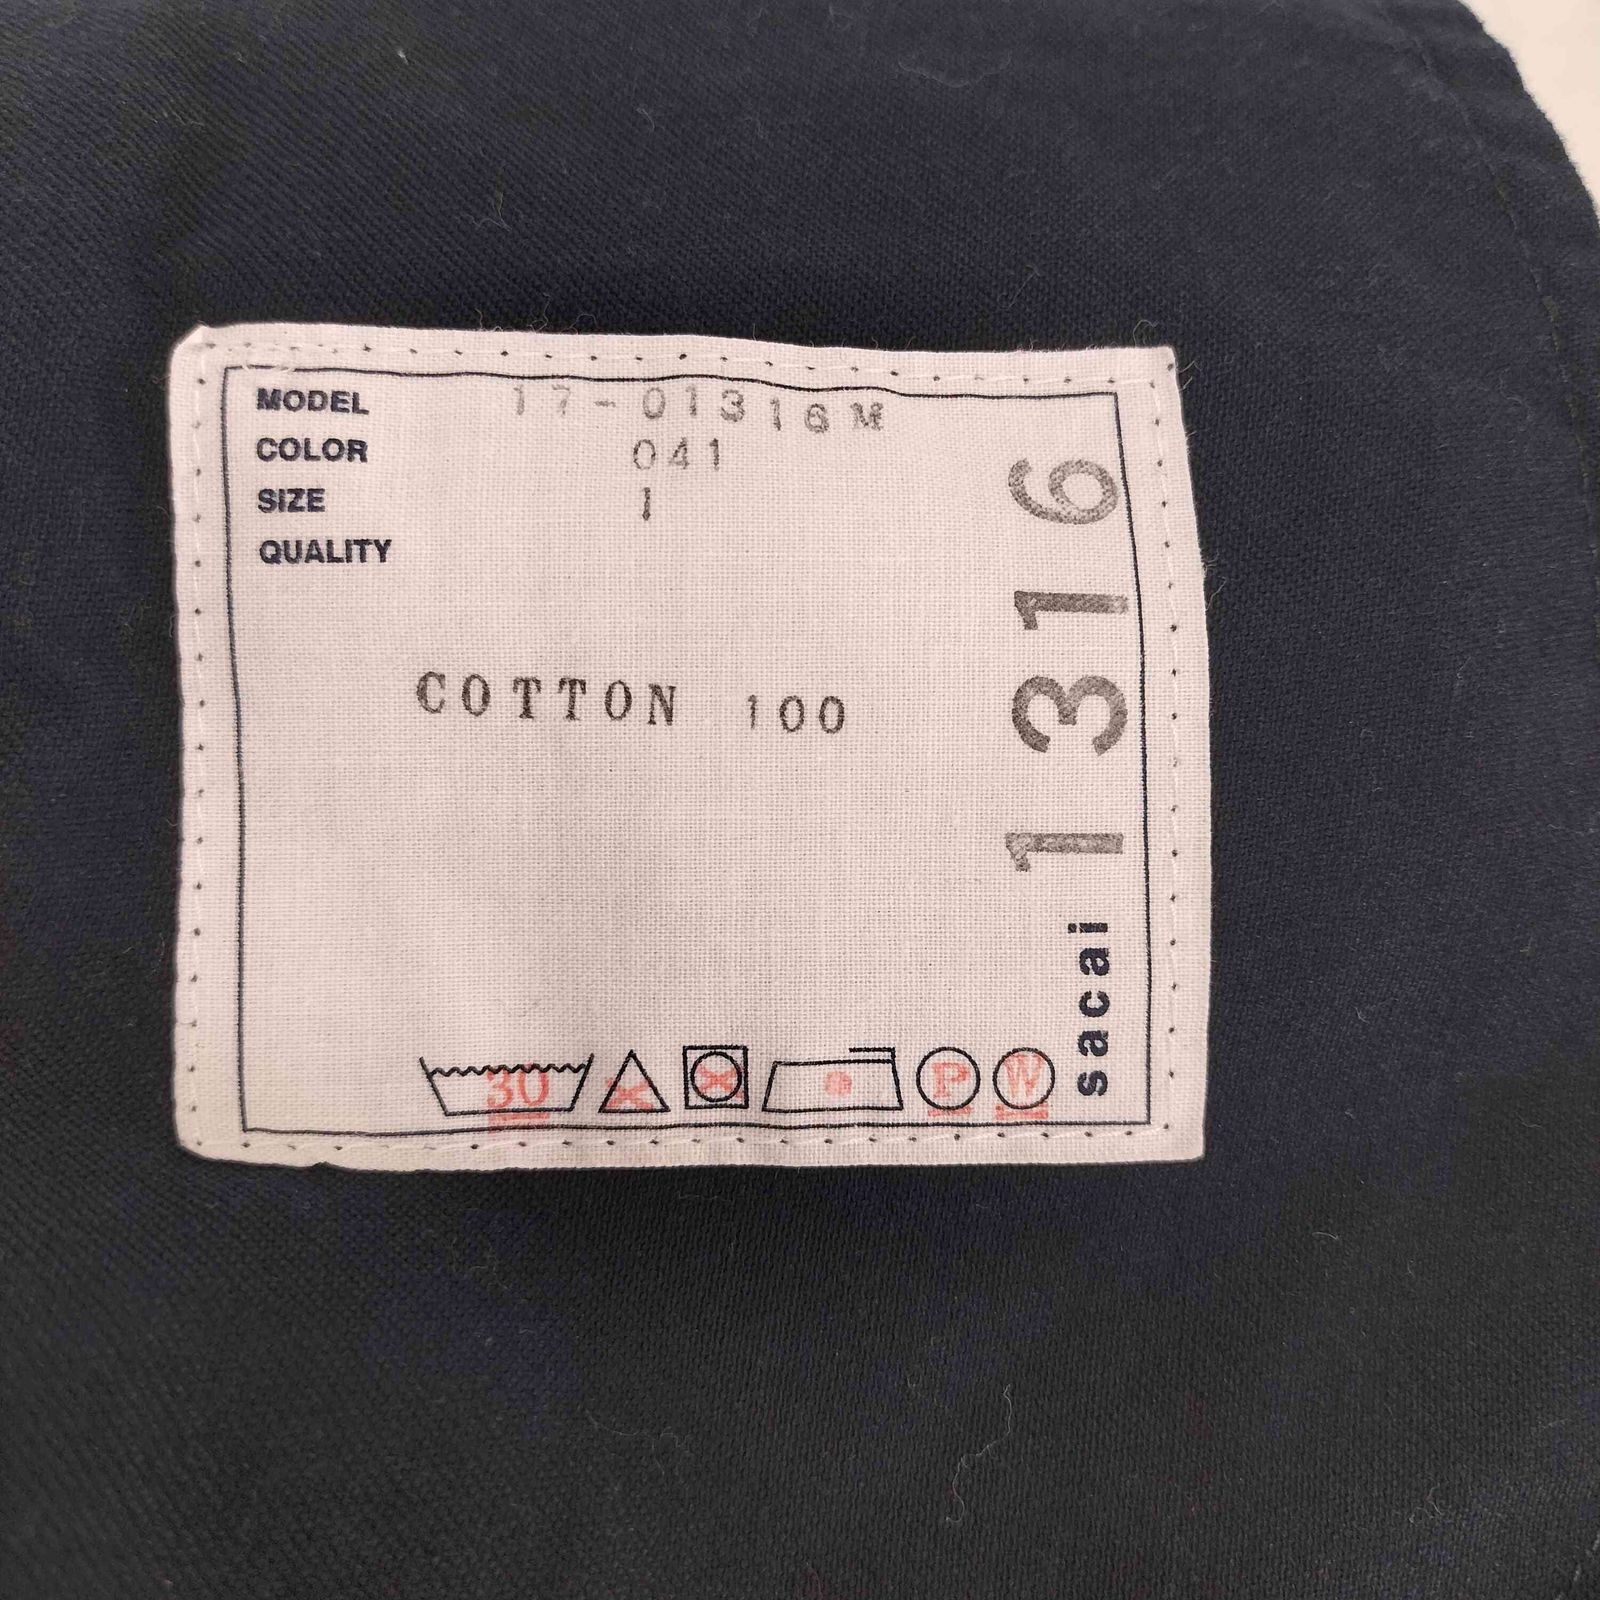 MODEL 17-01316M
COLOR 041
SIZE 1
QUALITY
COTTON 100
30
P
W
sacai 1316